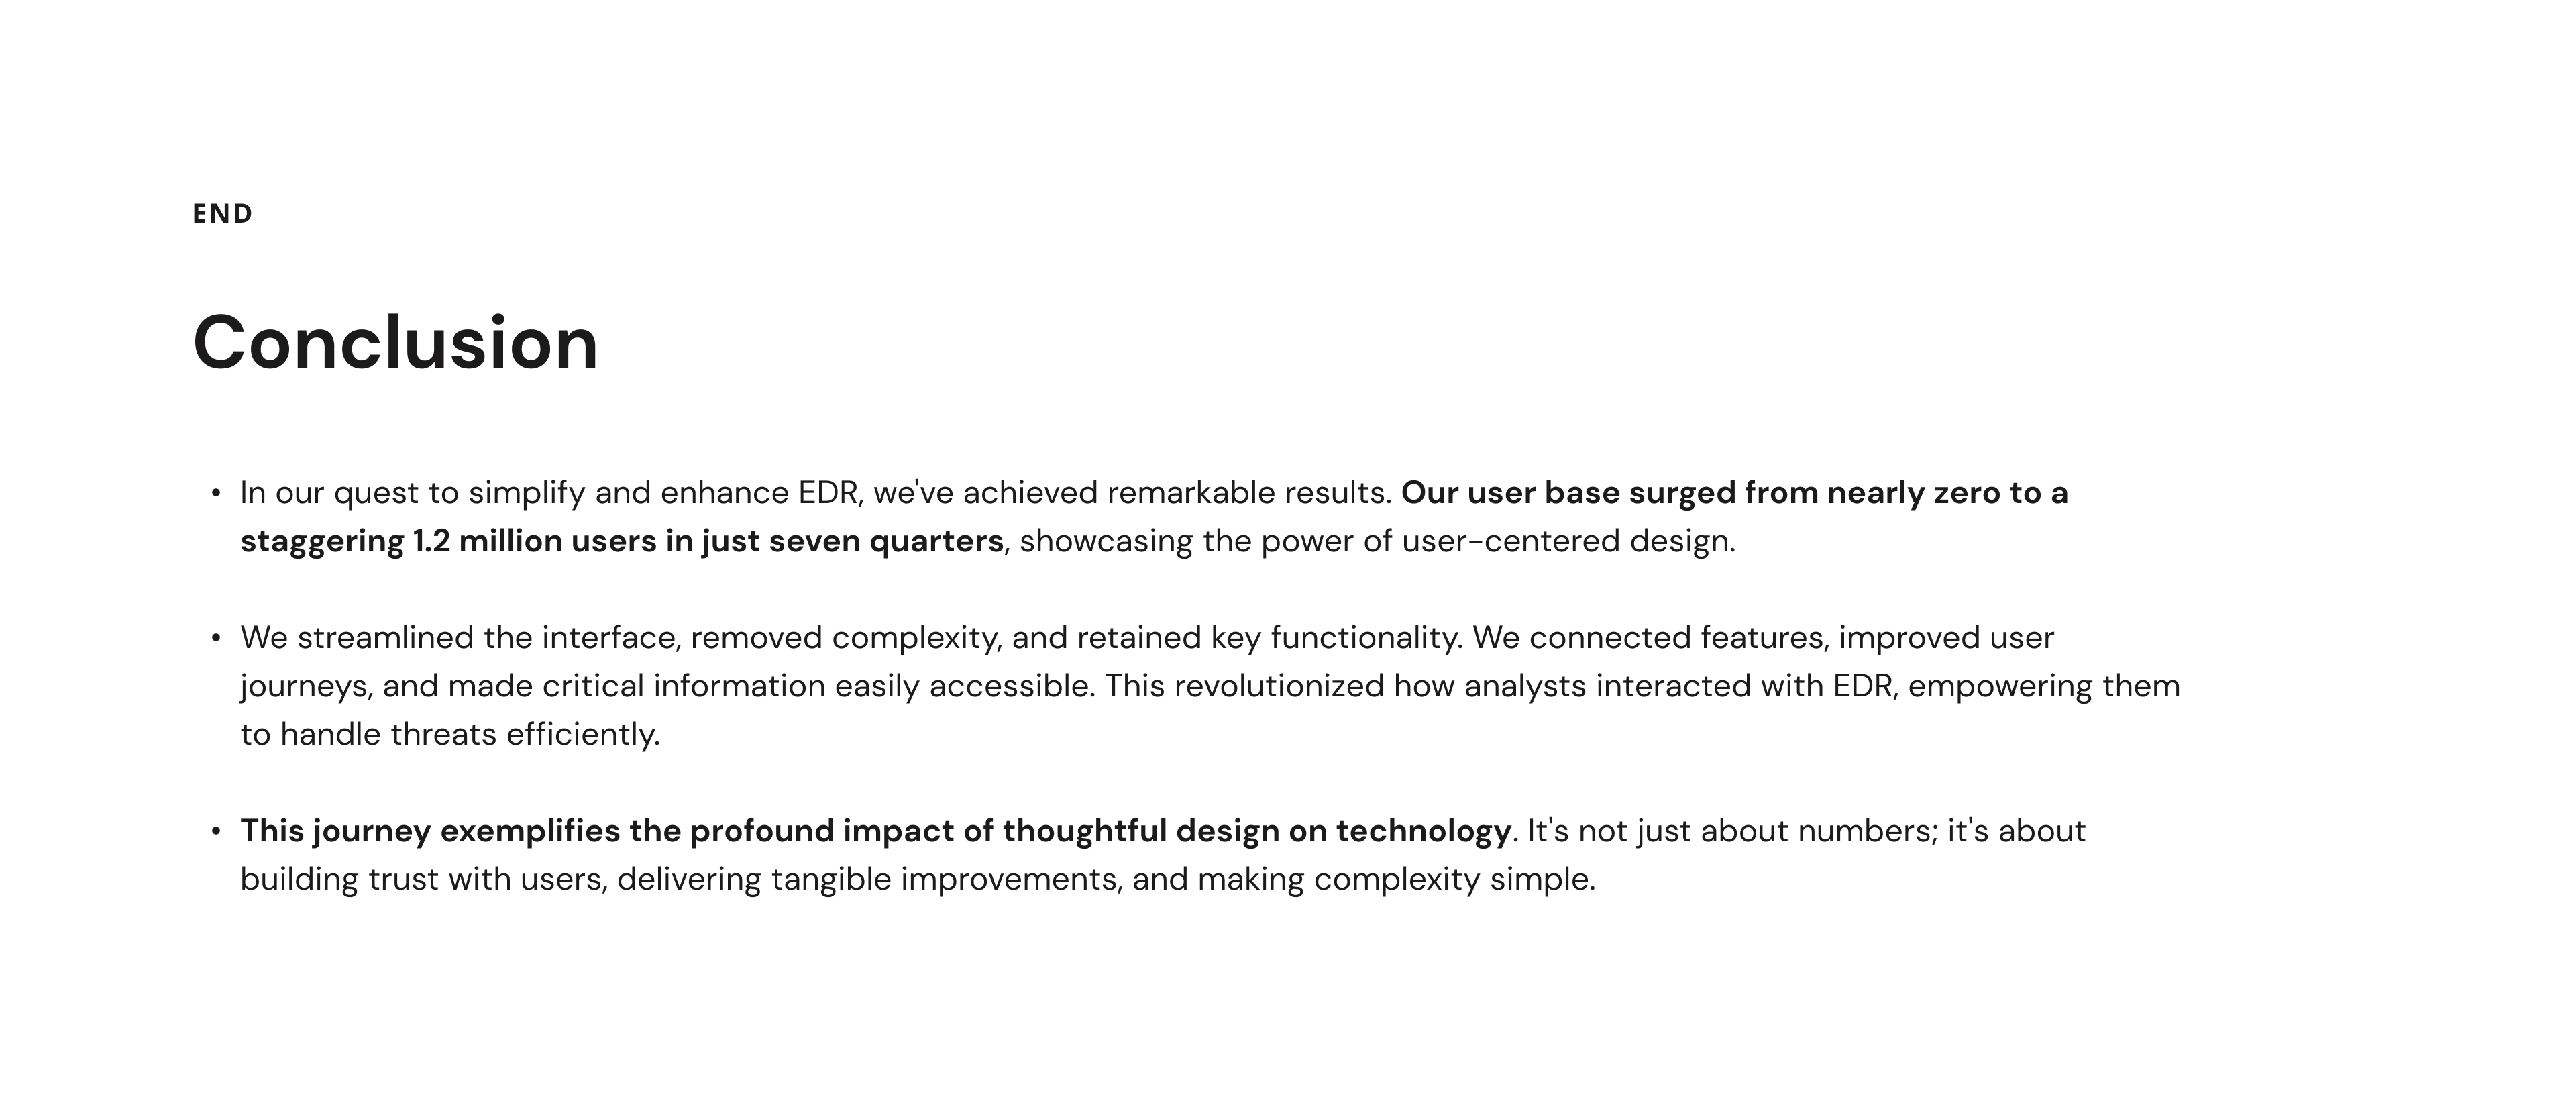 END
Conclusion
• In our quest to simplify and enhance EDR, we've achieved remarkable results. Our user base surged from nearly zero to a
staggering 1.2 million users in just seven quarters, showcasing the power of user-centered design.
• We streamlined the interface, removed complexity, and retained key functionality. We connected features, improved user
journeys, and made critical information easily accessible. This revolutionized how analysts interacted with EDR, empowering them
to handle threats efficiently.
• This journey exemplifies the profound impact of thoughtful design on technology. It's not just about numbers; it's about
building trust with users, delivering tangible improvements, and making complexity simple.